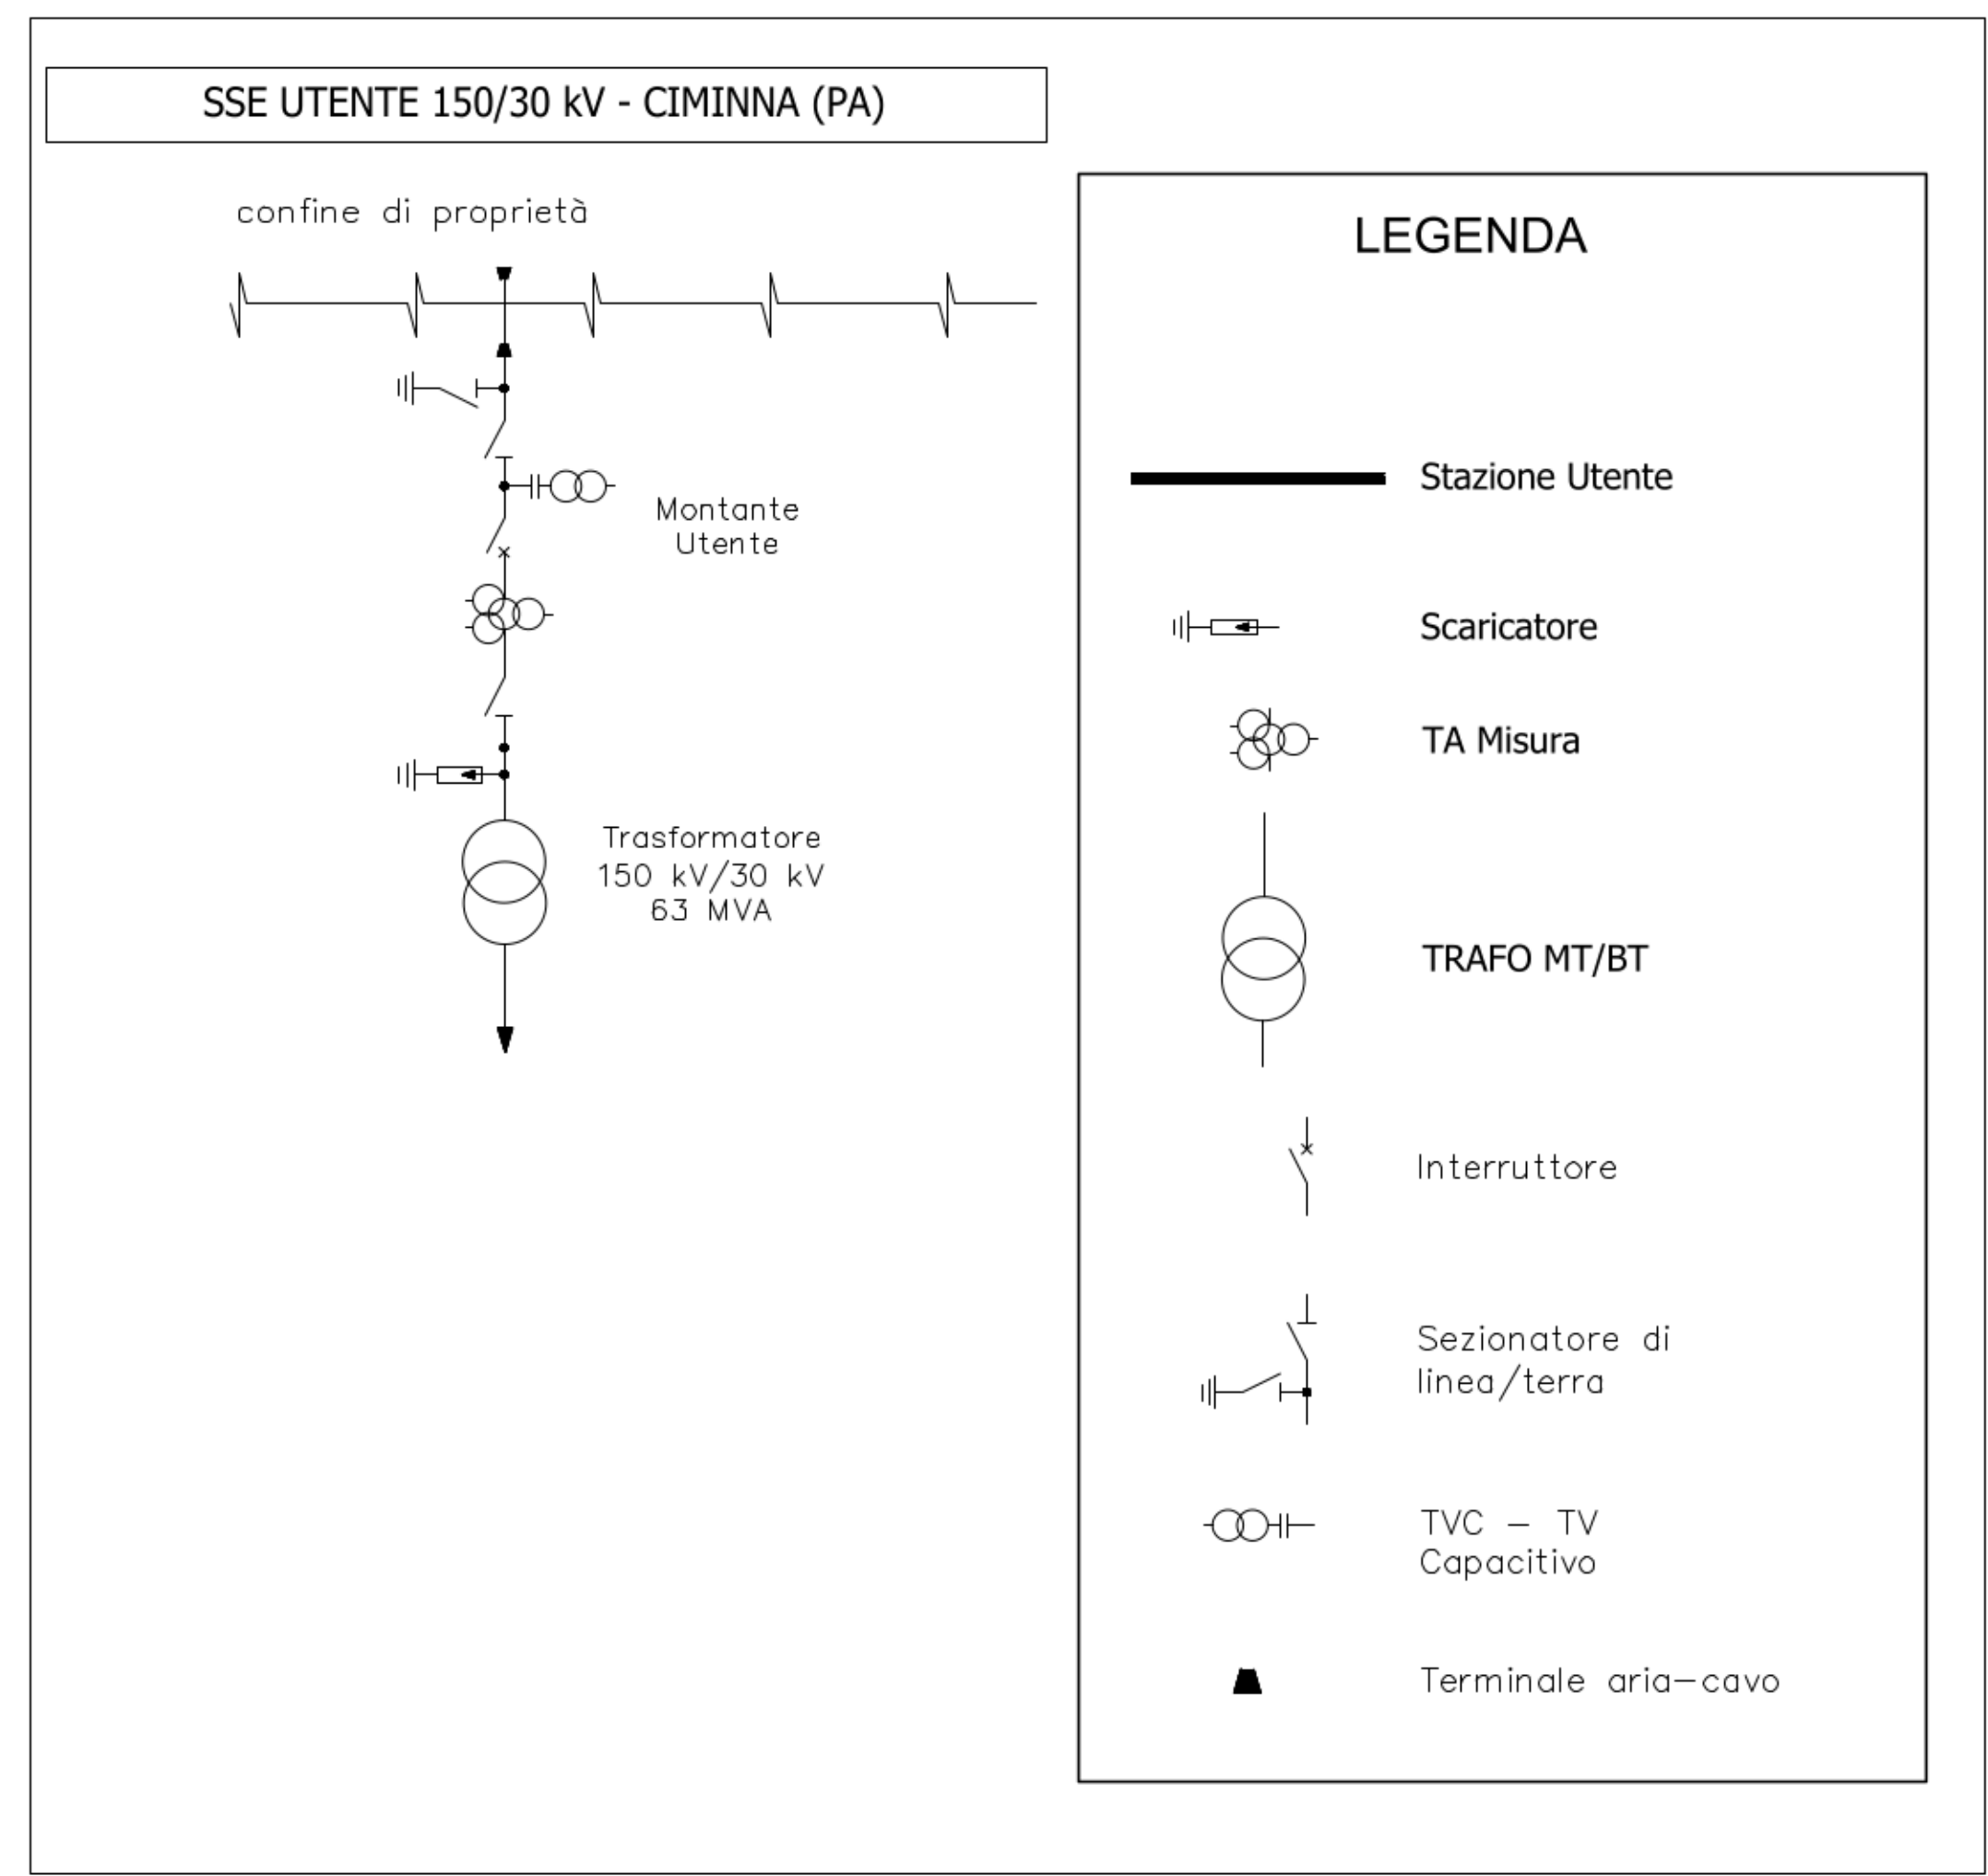 SSE UTENTE 150/30 kV - CIMINNA (PA)
confine di proprietà
Montante
Utente
Trasformatore
150 kV/30 kV
63 MVA
LEGENDA
Stazione Utente
Scaricatore
TA Misura
TRAFO MT/BT
Interruttore
Sezionatore di
linea/terra
TVC – TV
Capacitivo
Terminale aria–cavo